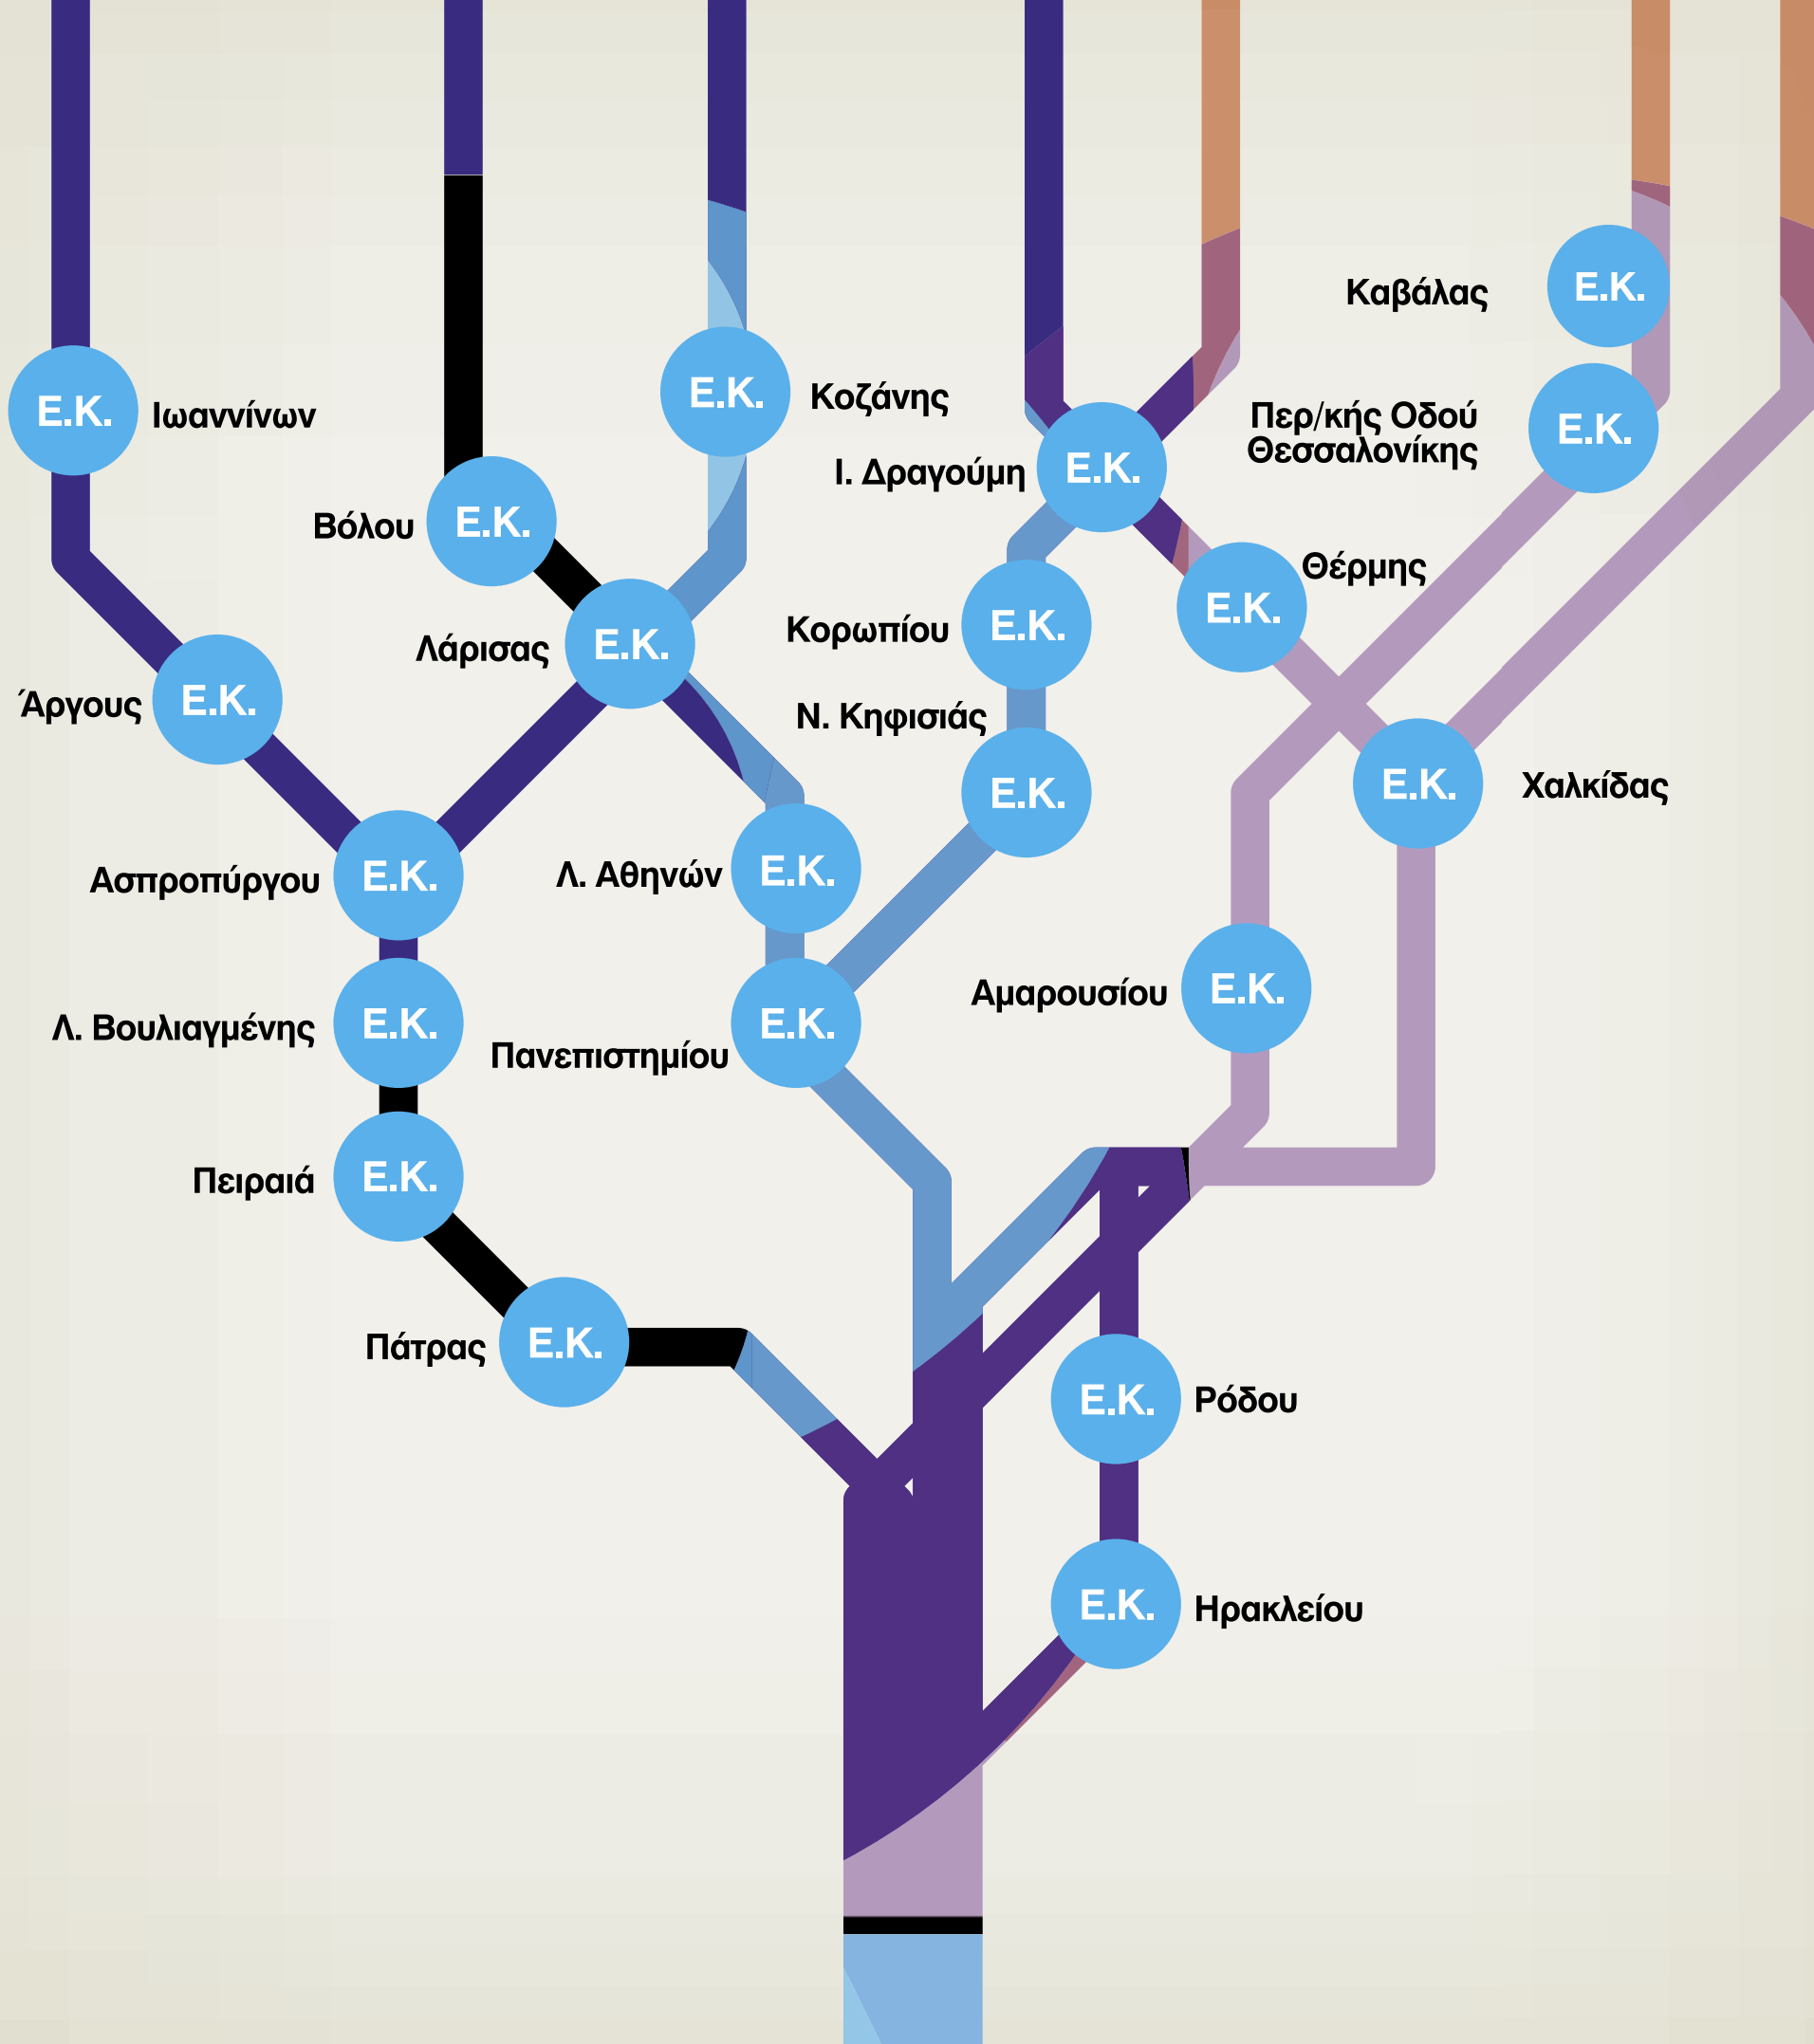 Καβάλας
Ε.Κ.
Ε.Κ.
Ιωαννίνων
Ε.Κ.
Κοζάνης
Περ/κής Οδού
Θεσσαλονίκης
Ε.Κ.
Ι. Δραγούμη
Ε.Κ.
Βόλου
Ε.Κ.
Θέρμης
Ε.Κ.
Κορωπίου
Ε.Κ.
Λάρισας
Ε.Κ.
Άργους
Ε.Κ.
Ν. Κηφισιάς
Ε.Κ.
Ε.Κ.
Χαλκίδας
Ασπροπύργου
Ε.Κ.
Λ. Αθηνών
Ε.Κ.
Αμαρουσίου
Ε.Κ.
Λ. Βουλιαγμένης
Ε.Κ.
Πανεπιστημίου
Ε.Κ.
Πειραιά
Ε.Κ.
Πάτρας
Ε.Κ.
Ε.Κ.
Ρόδου
Ε.Κ.
Ηρακλείου